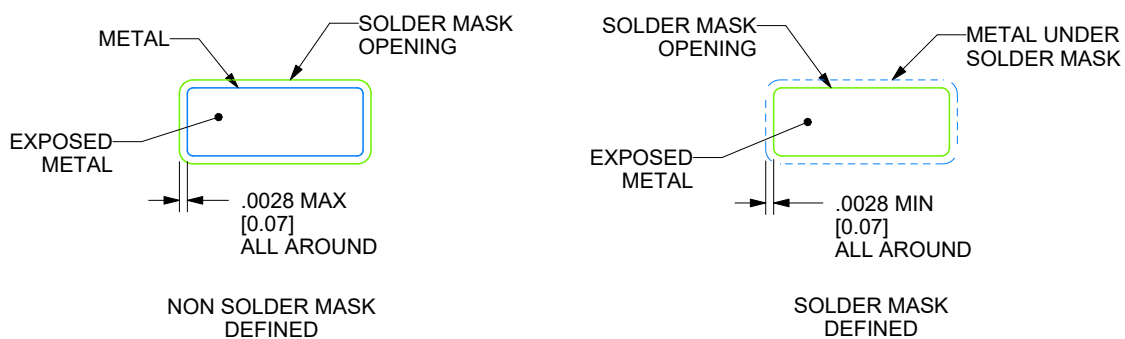 METAL
SOLDER MASK
OPENING
EXPOSED
METAL
.0028 MAX
[0.07]
ALL AROUND
NON SOLDER MASK
DEFINED
SOLDER MASK
OPENING
METAL UNDER
SOLDER MASK
EXPOSED
METAL
.0028 MIN
[0.07]
ALL AROUND
SOLDER MASK
DEFINED